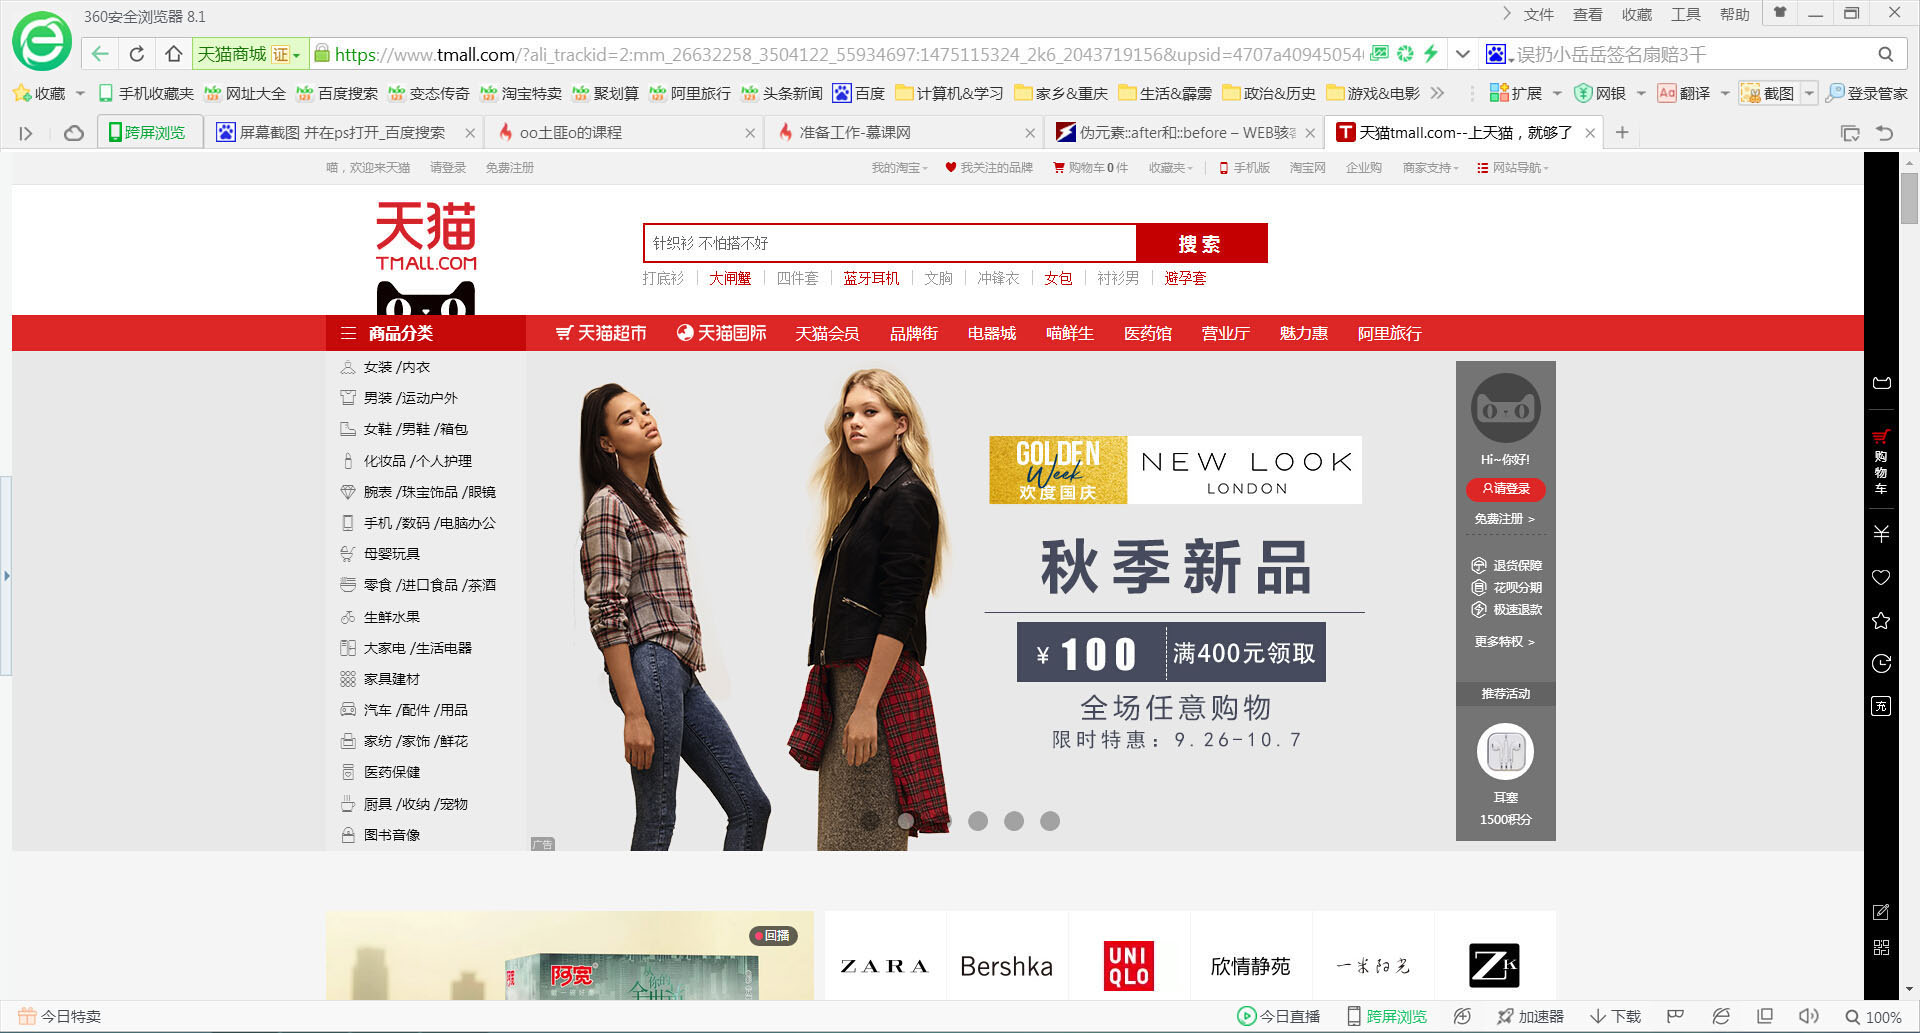 360安全浏览器 8.1
文件 查看 收藏 工具 帮助
天猫商城 证 https://www.tmall.com/?ali_trackid=2:mm_26632258_3504122_55934697:1475115324_2k6_2043719156&upsid=4707a4094505
误扔小岳岳签名扇赔3千
收藏 手机收藏夹 网址大全 百度搜索 变态传奇 淘宝特卖 聚划算 阿里旅行 头条新闻 百度 计算机&学习 家乡&重庆 生活&霹雳 政治&历史 游戏&电影 扩展 网银 翻译 截图 登录管家
跨屏浏览 屏幕截图 并在ps打开_百度搜索 oo土匪o的课程 准备工作-慕课网 伪元素::after和::before – WEB骇客 天猫tmall.com--上天猫，就够了
喵，欢迎来天猫 请登录 免费注册
我的淘宝 我关注的品牌 购物车0件 收藏夹 手机版 淘宝网 企业购 商家支持 网站导航
天猫
TMALL.COM
针织衫 不怕搭不好
搜索
打底衫 大闸蟹 四件套 蓝牙耳机 文胸 冲锋衣 女包 衬衫男 避孕套
商品分类 天猫超市 天猫国际 天猫会员 品牌街 电器城 喵鲜生 医药馆 营业厅 魅力惠 阿里旅行
女装 /内衣
男装 /运动户外
女鞋 /男鞋 /箱包
化妆品 /个人护理
腕表 /珠宝饰品 /眼镜
手机 /数码 /电脑办公
母婴玩具
零食 /进口食品 /茶酒
生鲜水果
大家电 /生活电器
家具建材
汽车 /配件 /用品
家纺 /家饰 /鲜花
医药保健
厨具 /收纳 /宠物
图书音像
GOLDEN
Week
欢度国庆
NEW LOOK
LONDON
秋季新品
¥ 100 满400元领取
全场任意购物
限时特惠：9.26-10.7
广告
Hi~你好!
请登录
免费注册 >
退货保障
花呗分期
极速退款
更多特权 >
推荐活动
耳塞
1500积分
购物车
充
回播
阿宽
ZARA
Bershka
UNI
QLO
欣情静苑
一米阳光
ZK
今日特卖
今日直播 跨屏浏览 加速器 下载 100%